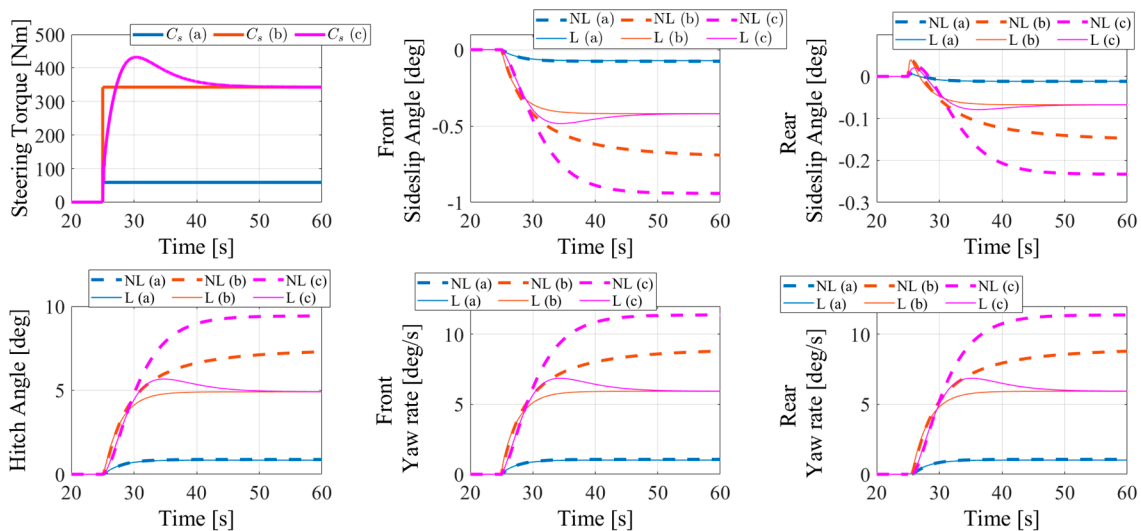 C_s (a) C_s (b) C_s (c)
Steering Torque [Nm]
500
400
300
200
100
0
20 30 40 50 60
Time [s]
NL (a) NL (b) NL (c)
L (a) L (b) L (c)
Front
Sideslip Angle [deg]
0
-0.5
-1
20 30 40 50 60
Time [s]
NL (a) NL (b) NL (c)
L (a) L (b) L (c)
Rear
Sideslip Angle [deg]
0.1
0
-0.1
-0.2
-0.3
20 30 40 50 60
Time [s]
NL (a) NL (b) NL (c)
L (a) L (b) L (c)
Hitch Angle [deg]
10
5
0
20 30 40 50 60
Time [s]
NL (a) NL (b) NL (c)
L (a) L (b) L (c)
Front
Yaw rate [deg/s]
10
5
0
20 30 40 50 60
Time [s]
NL (a) NL (b) NL (c)
L (a) L (b) L (c)
Rear
Yaw rate [deg/s]
10
5
0
20 30 40 50 60
Time [s]